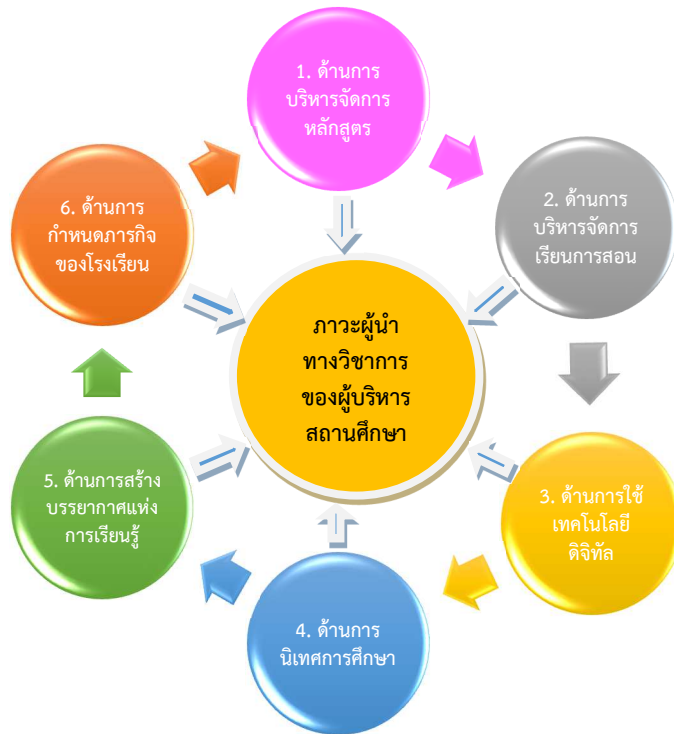 1. ด้านการ
บริหารจัดการ
หลักสูตร
2. ด้านการ
บริหารจัดการ
เรียนการสอน
3. ด้านการใช้
เทคโนโลยี
ดิจิทัล
4. ด้านการ
นิเทศการศึกษา
5. ด้านการสร้าง
บรรยากาศแห่ง
การเรียนรู้
6. ด้านการ
กำหนดภารกิจ
ของโรงเรียน
ภาวะผู้นำ
ทางวิชาการ
ของผู้บริหาร
สถานศึกษา